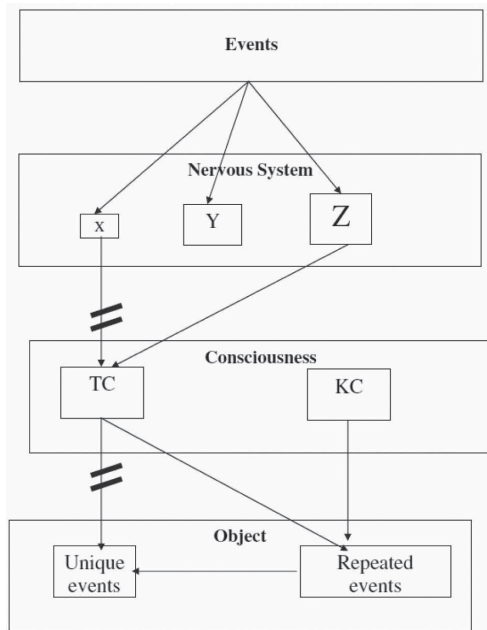 Events
Nervous System
x
Y
Z
Consciousness
TC
KC
Object
Unique
events
Repeated
events